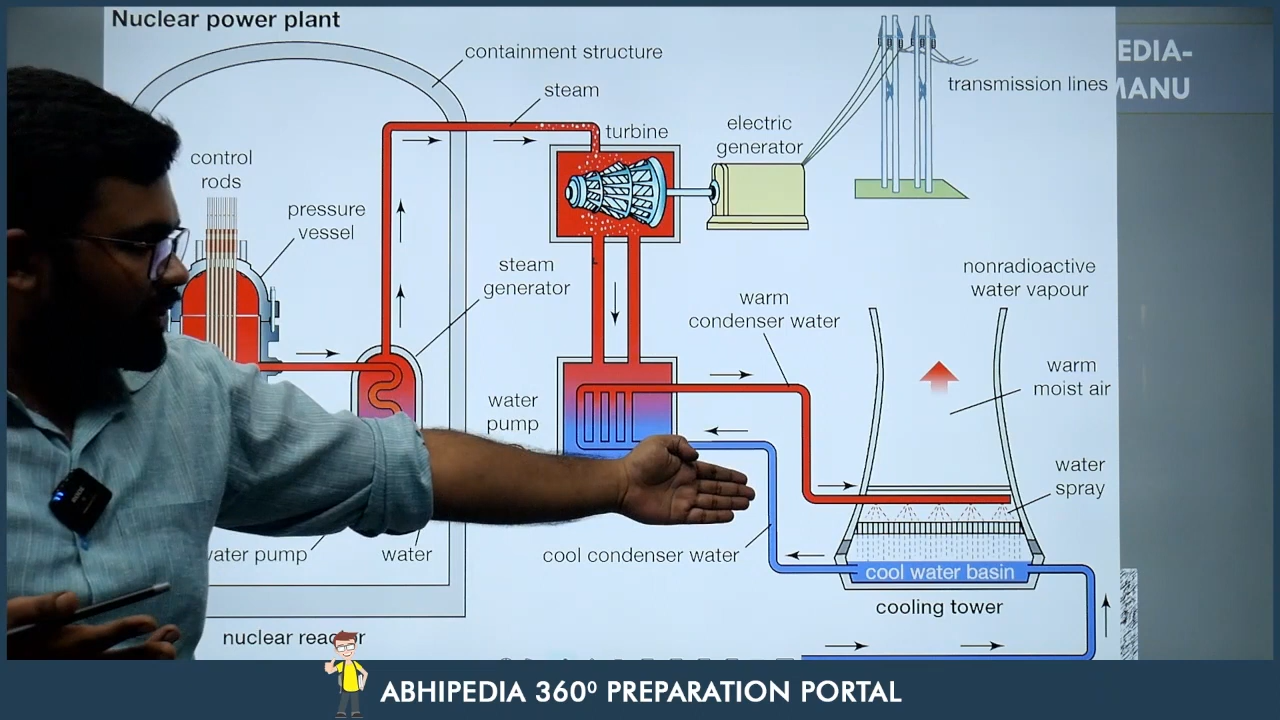 Nuclear power plant
containment structure
steam
turbine
electric
generator
transmission lines
EDIA-
MANU
control
rods
pressure
vessel
steam
generator
warm
condenser water
nonradioactive
water vapour
warm
moist air
water
pump
water
spray
water pump
water
cool condenser water
cool water basin
cooling tower
nuclear reactor
ABHIPEDIA 360⁰ PREPARATION PORTAL